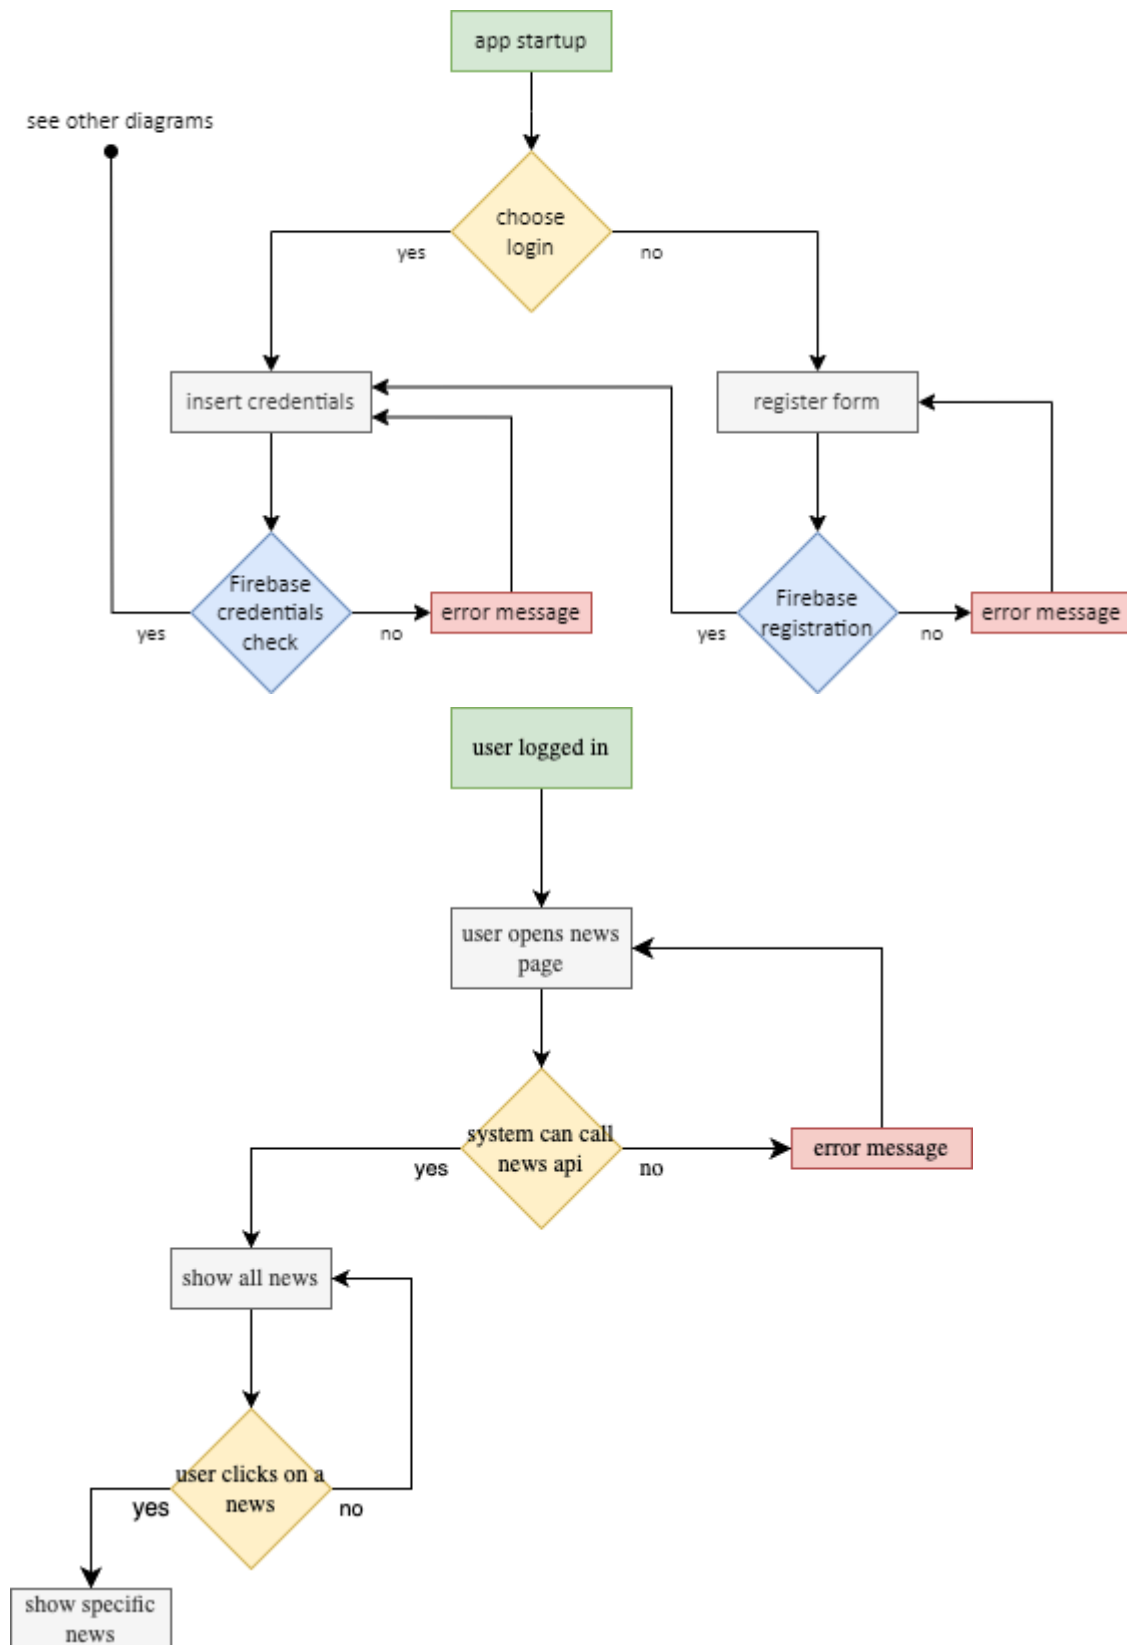 app startup
see other diagrams
choose
login
yes
no
insert credentials
register form
Firebase
credentials
check
yes
no
error message
Firebase
registration
yes
no
error message
user logged in
user opens news
page
system can call
news api
yes
no
error message
show all news
user clicks on a
news
yes
no
show specific
news